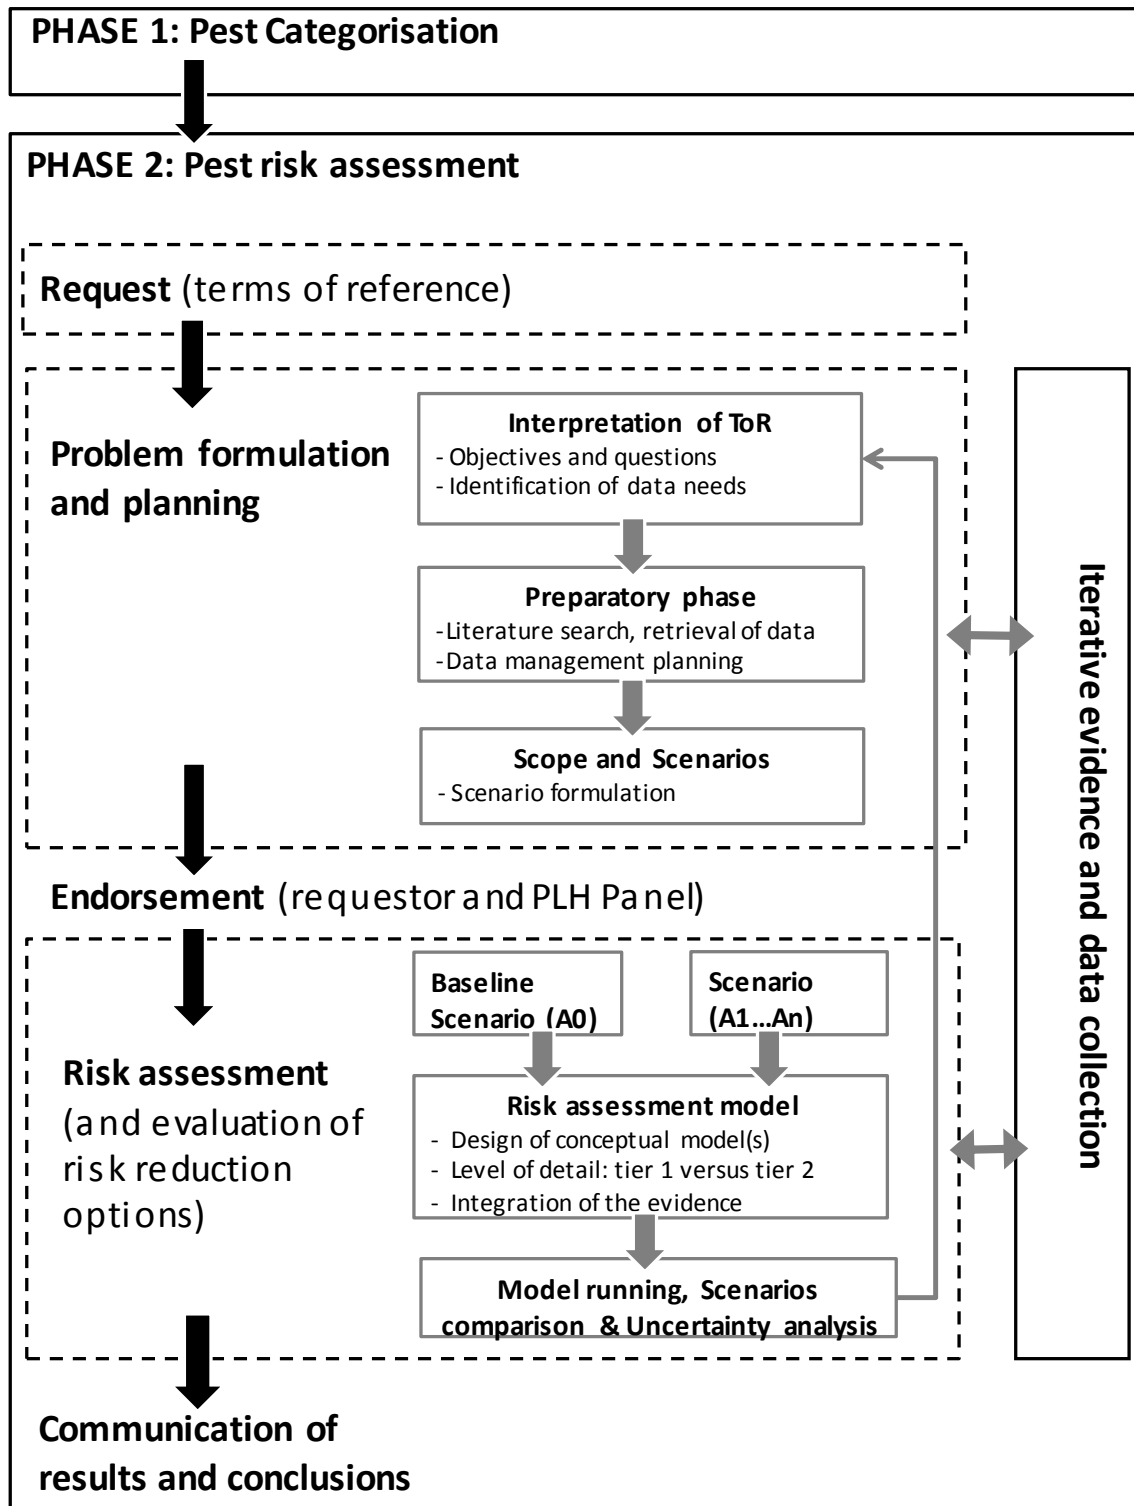 PHASE 1: Pest Categorisation
PHASE 2: Pest risk assessment
Request (terms of reference)
Problem formulation
and planning
Interpretation of ToR
- Objectives and questions
- Identification of data needs
Preparatory phase
-Literature search, retrieval of data
-Data management planning
Scope and Scenarios
- Scenario formulation
Endorsement (requestor and PLH Panel)
Baseline
Scenario (A0)
Scenario
(A1...An)
Risk assessment
(and evaluation of
risk reduction
options)
Risk assessment model
- Design of conceptual model(s)
- Level of detail: tier 1 versus tier 2
- Integration of the evidence
Model running, Scenarios
comparison & Uncertainty analysis
Iterative evidence and data collection
Communication of
results and conclusions